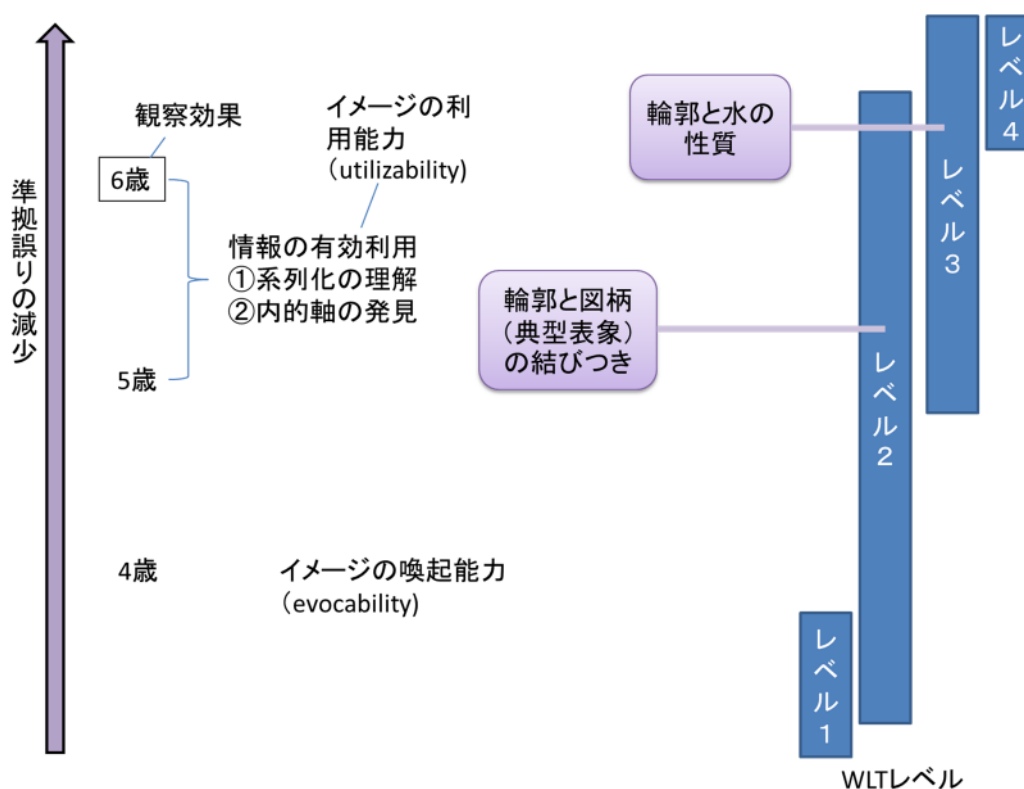 準拠誤りの減少
観察効果
6歳
イメージの利
用能力
(utilizability)
情報の有効利用
①系列化の理解
②内的軸の発見
5歳
4歳
イメージの喚起能力
(evocability)
輪郭と水の
性質
輪郭と図柄
(典型表象)
の結びつき
レベル1
レベル2
レベル3
レベル4
WLTレベル